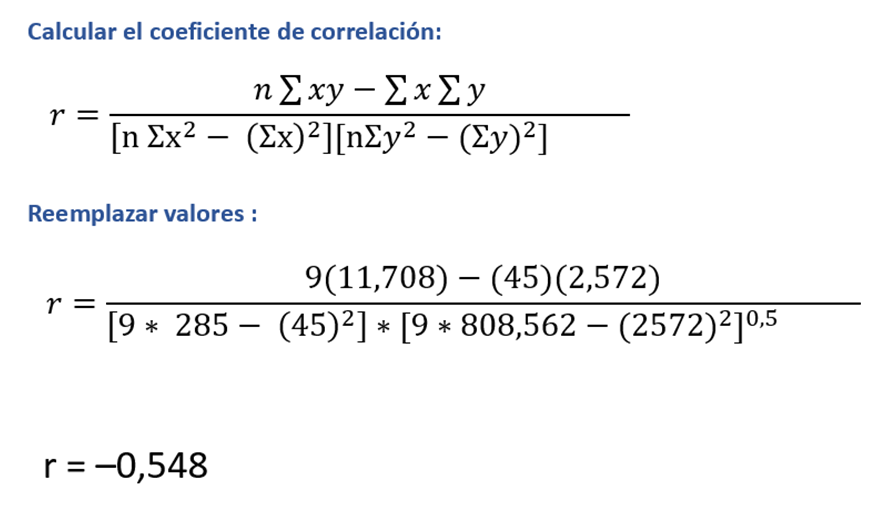 Calcular el coeficiente de correlación:
n ∑ xy − ∑ x ∑ y
r =
[n Σx² − (Σx)²][nΣy² − (Σy)²]
Reemplazar valores :
9(11,708) − (45)(2,572)
r =
[9 * 285 − (45)²] * [9 * 808,562 − (2572)²]⁰,⁵
r = –0,548